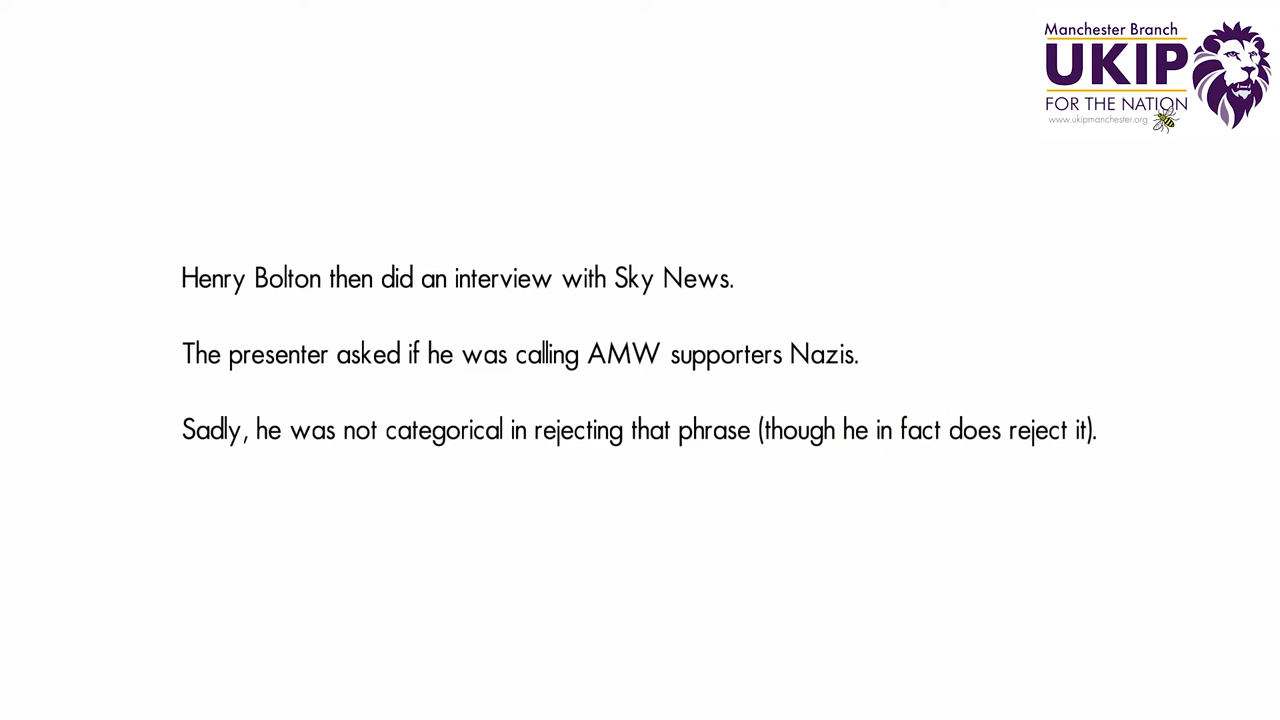 Manchester Branch
UKIP
FOR THE NATION
www.ukipmanchester.org
Henry Bolton then did an interview with Sky News.
The presenter asked if he was calling AMW supporters Nazis.
Sadly, he was not categorical in rejecting that phrase (though he in fact does reject it).